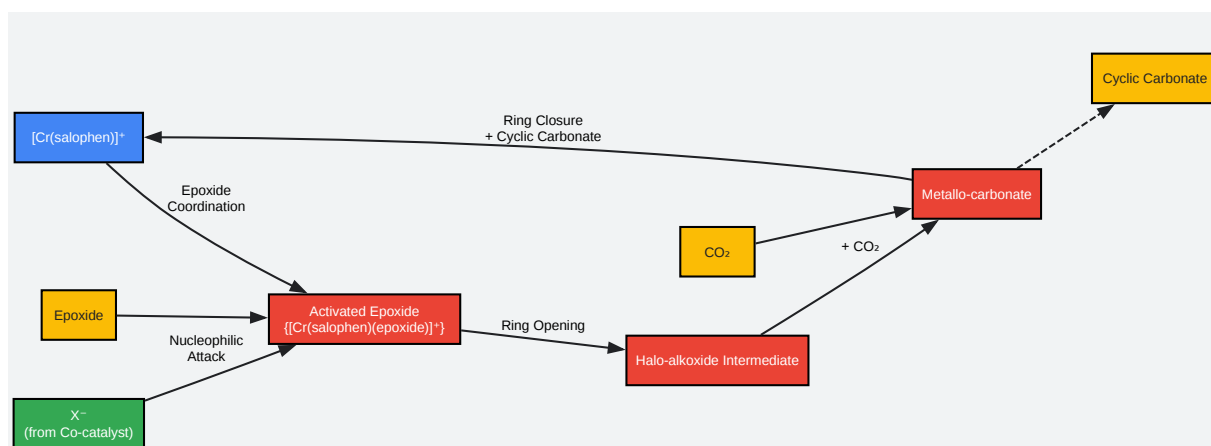 Cyclic Carbonate
Ring Closure
+ Cyclic Carbonate
[Cr(salophen)]⁺
Epoxide
Coordination
Metallo-carbonate
CO₂
+ CO₂
Epoxide
Activated Epoxide
{[Cr(salophen)(epoxide)]⁺}
Ring Opening
Nucleophilic
Attack
Halo-alkoxide Intermediate
X⁻
(from Co-catalyst)